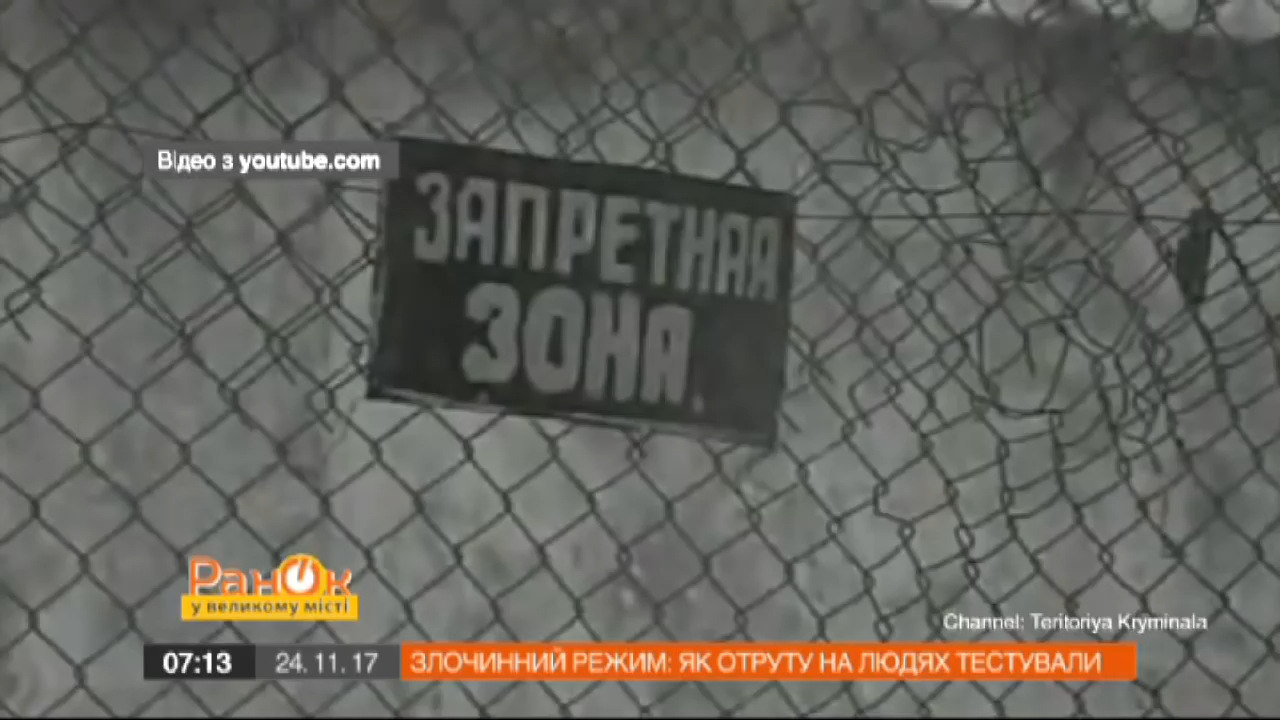 Відео з youtube.com
ЗАПРЕТНАЯ
ЗОНА.
Ранок
у великому місті
Channel: Teritoriya Kryminala
07:13 24. 11. 17 ЗЛОЧИННИЙ РЕЖИМ: ЯК ОТРУТУ НА ЛЮДЯХ ТЕСТУВАЛИ